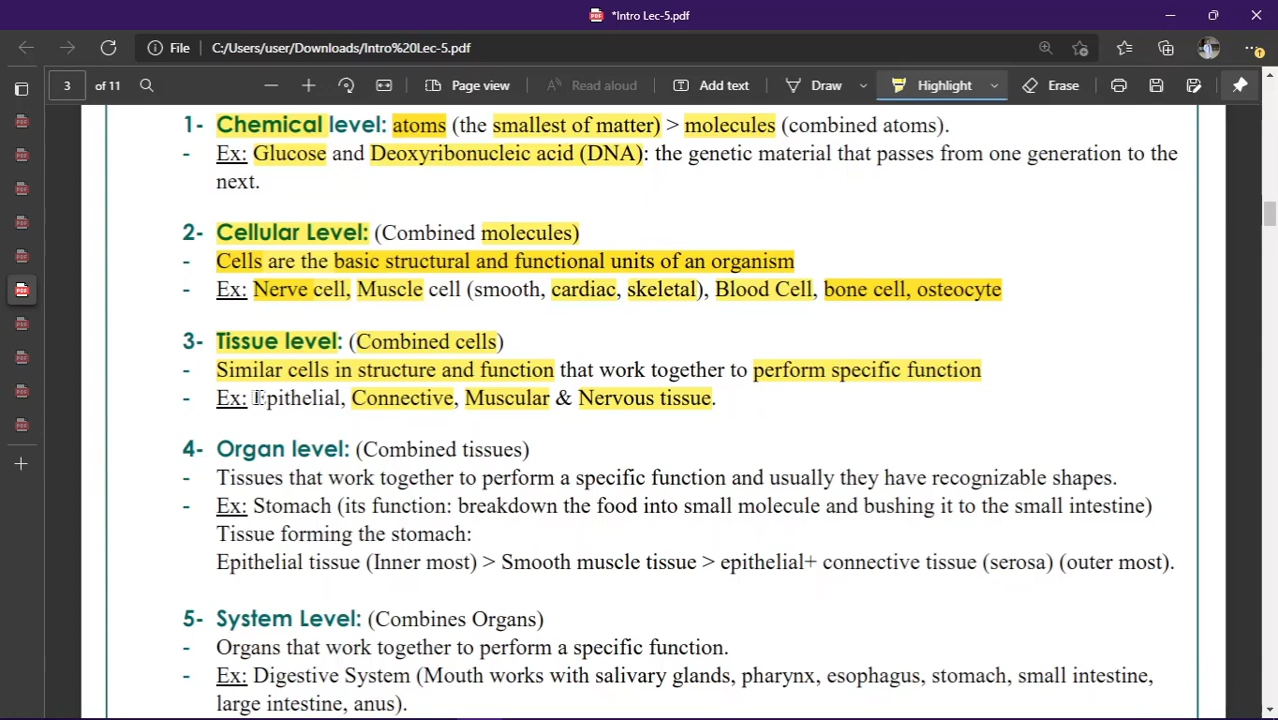 *Intro Lec-5.pdf
File
C:/Users/user/Downloads/Intro%20Lec-5.pdf
3 of 11
Page view
Read aloud
Add text
Draw
Highlight
Erase
1- Chemical level: atoms (the smallest of matter) > molecules (combined atoms).
- Ex: Glucose and Deoxyribonucleic acid (DNA): the genetic material that passes from one generation to the
next.
2- Cellular Level: (Combined molecules)
- Cells are the basic structural and functional units of an organism
- Ex: Nerve cell, Muscle cell (smooth, cardiac, skeletal), Blood Cell, bone cell, osteocyte
3- Tissue level: (Combined cells)
- Similar cells in structure and function that work together to perform specific function
- Ex: Epithelial, Connective, Muscular & Nervous tissue.
4- Organ level: (Combined tissues)
- Tissues that work together to perform a specific function and usually they have recognizable shapes.
- Ex: Stomach (its function: breakdown the food into small molecule and bushing it to the small intestine)
Tissue forming the stomach:
Epithelial tissue (Inner most) > Smooth muscle tissue > epithelial+ connective tissue (serosa) (outer most).
5- System Level: (Combines Organs)
- Organs that work together to perform a specific function.
- Ex: Digestive System (Mouth works with salivary glands, pharynx, esophagus, stomach, small intestine,
large intestine, anus).